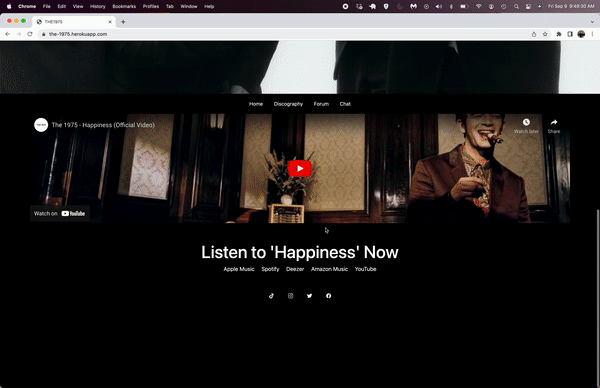 Chrome File Edit View History Bookmarks Profiles Tab Window Help Fri Sep 9 9:49:30 AM
THE1975
the-1975.herokuapp.com
Home Discography Forum Chat
The 1975 - Happiness (Official Video)
Watch later Share
Watch on YouTube
Listen to 'Happiness' Now
Apple Music Spotify Deezer Amazon Music YouTube